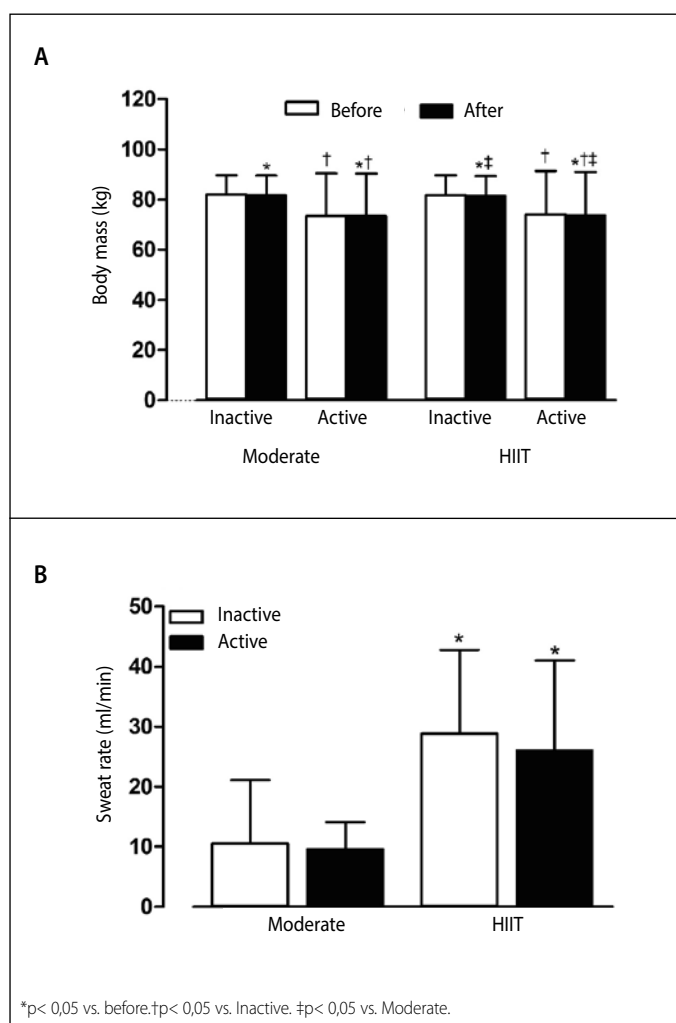 A
120
100
80
60
40
20
0
Body mass (kg)
Before After
* † *† *‡ † *†‡
Inactive Active Inactive Active
Moderate HIIT
B
50
40
30
20
10
0
Sweat rate (ml/min)
Inactive
Active
* *
Moderate HIIT
*p< 0,05 vs. before.†p< 0,05 vs. Inactive. ‡p< 0,05 vs. Moderate.